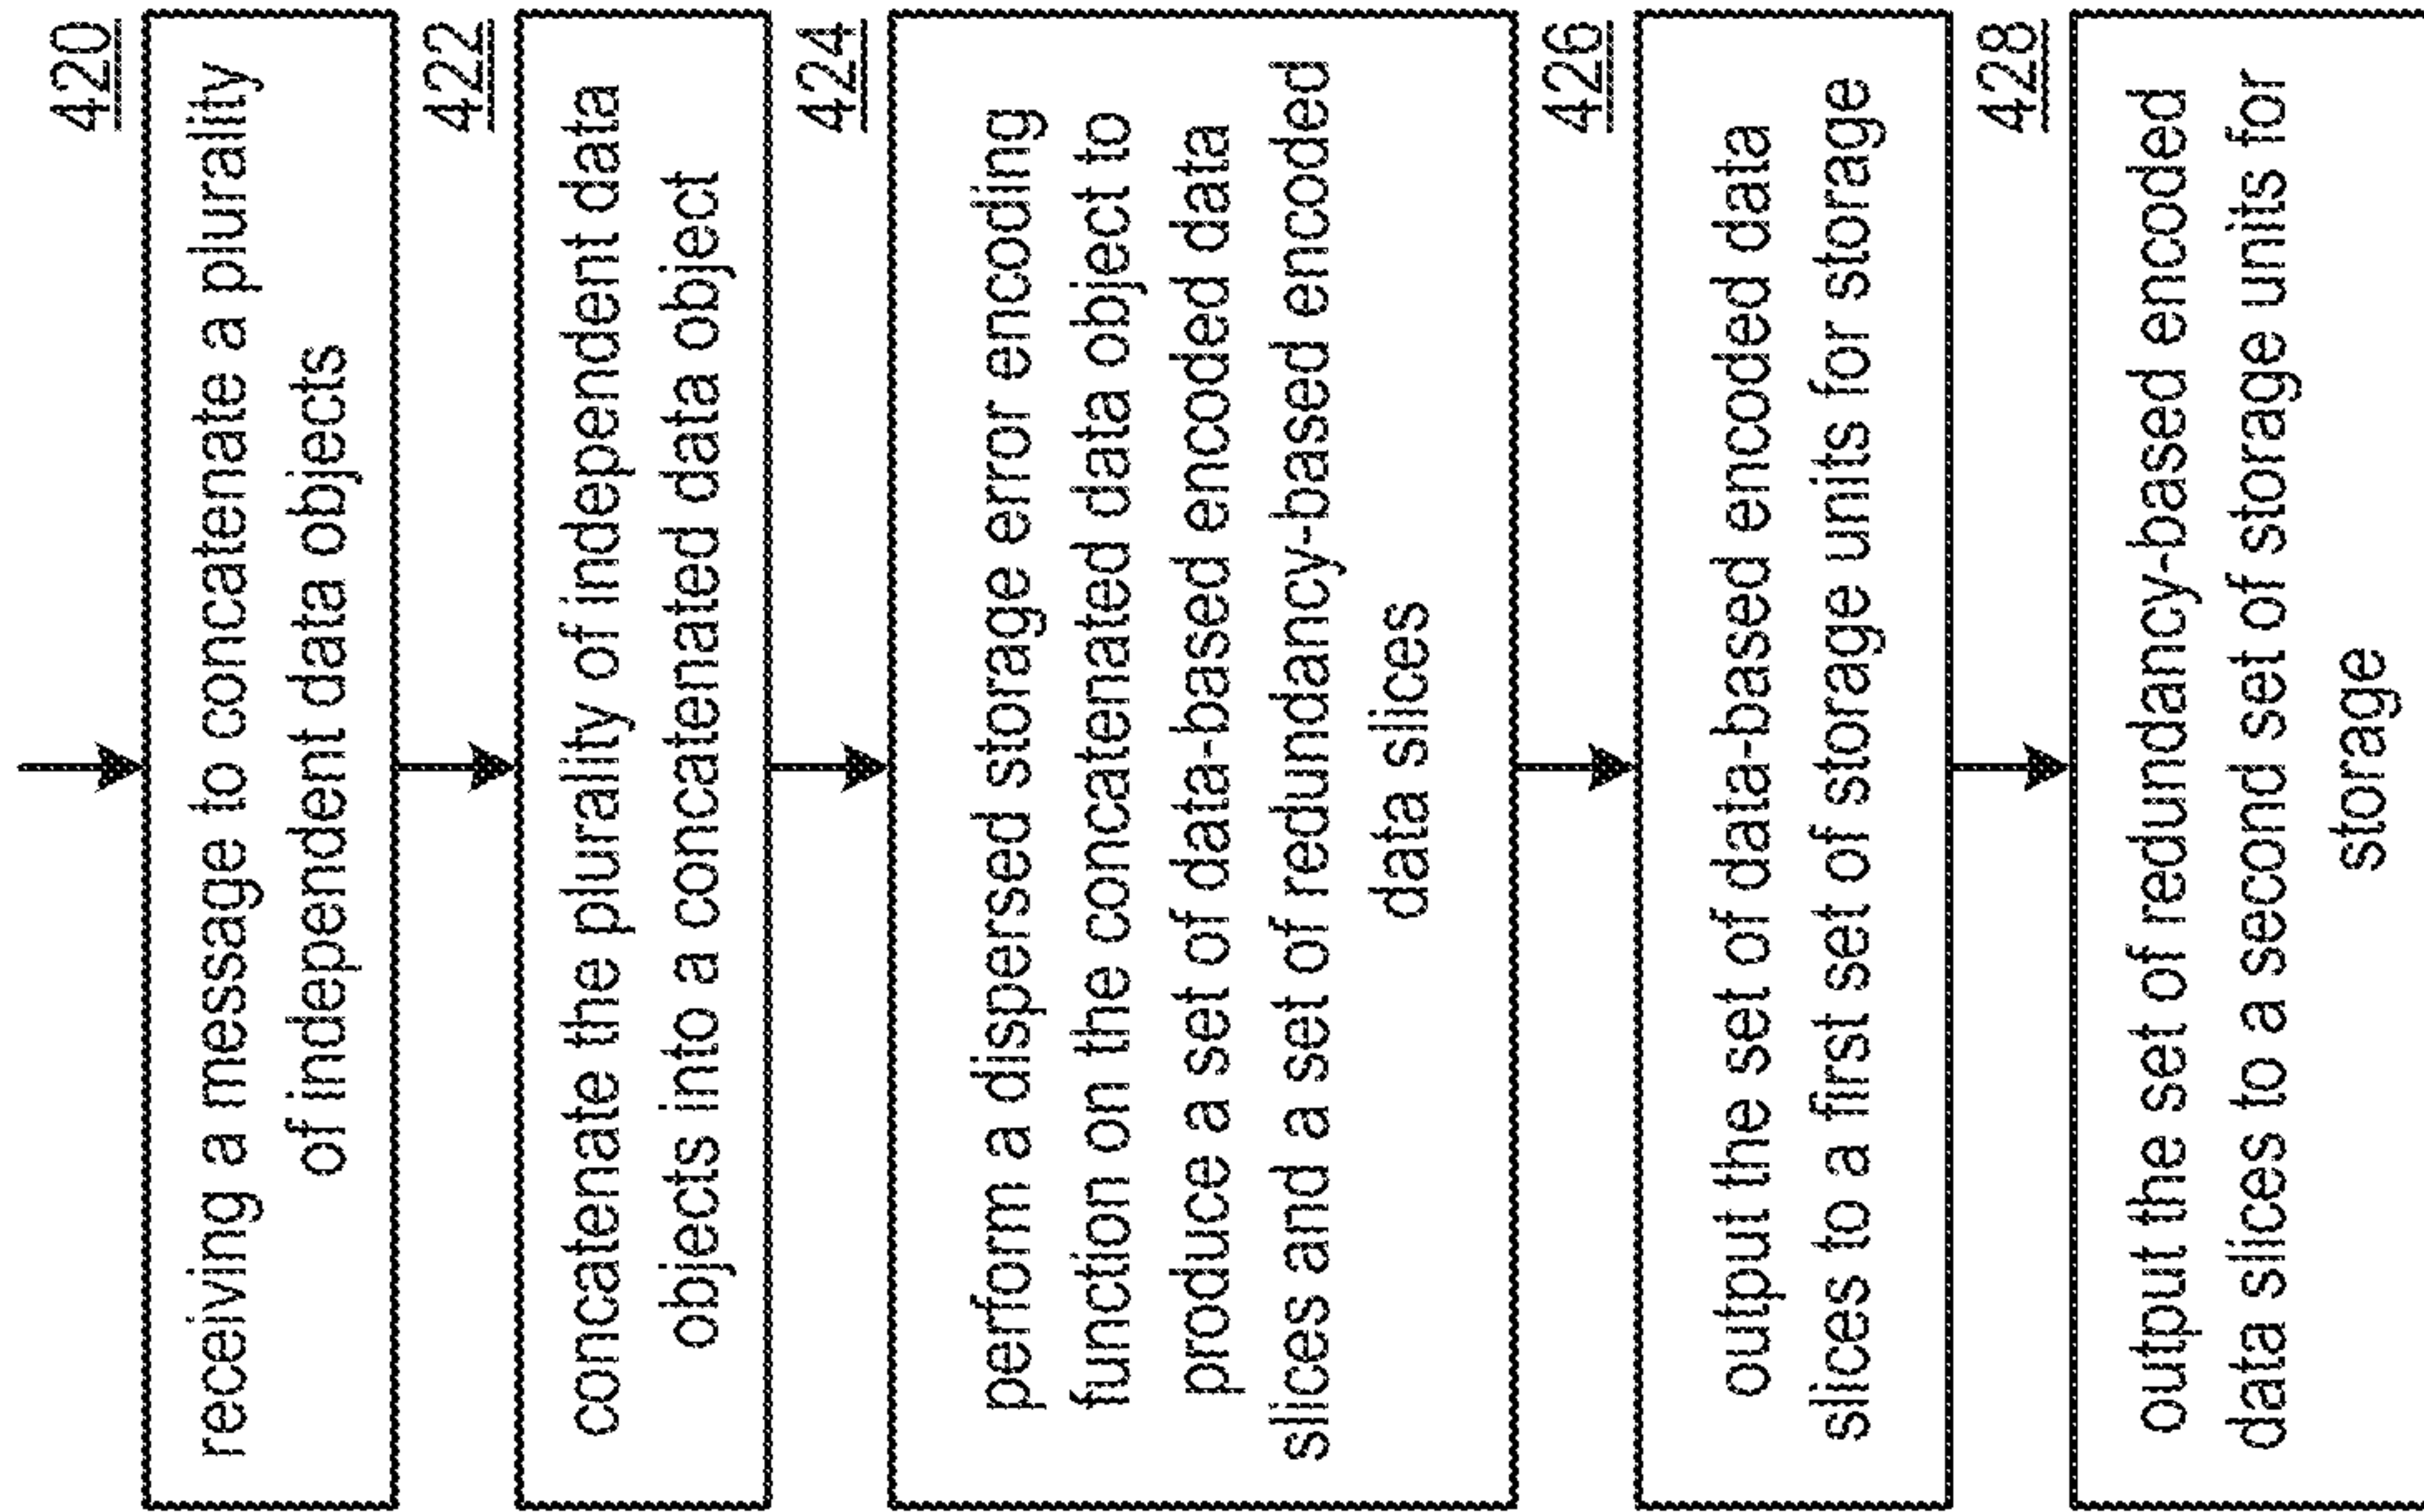 420
receiving a message to concatenate a plurality
of independent data objects
422
concatenate the plurality of independent data
objects into a concatenated data object
424
perform a dispersed storage error encoding
function on the concatenated data object to
produce a set of data-based encoded data
slices and a set of redundancy-based encoded
data slices
426
output the set of data-based encoded data
slices to a first set of storage units for storage
428
output the set of redundancy-based encoded
data slices to a second set of storage units for
storage